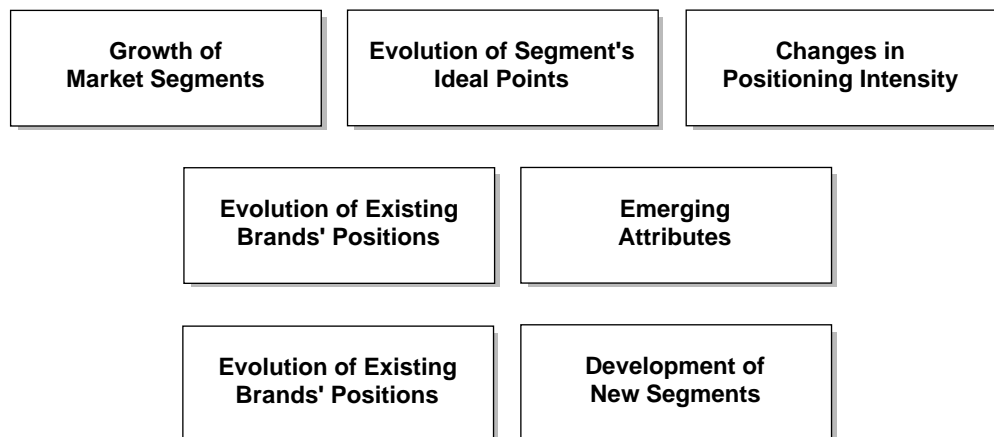 Growth of
Market Segments
Evolution of Segment's
Ideal Points
Changes in
Positioning Intensity
Evolution of Existing
Brands' Positions
Emerging
Attributes
Evolution of Existing
Brands' Positions
Development of
New Segments